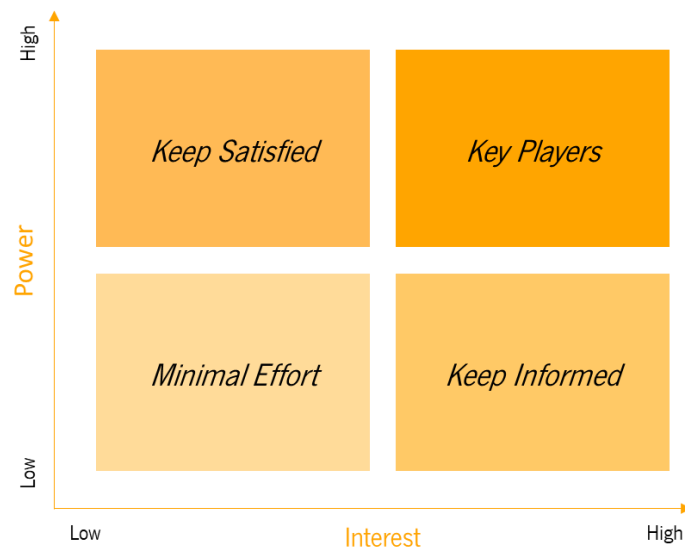 High
Keep Satisfied
Key Players
Power
Minimal Effort
Keep Informed
Low
Low
Interest
High